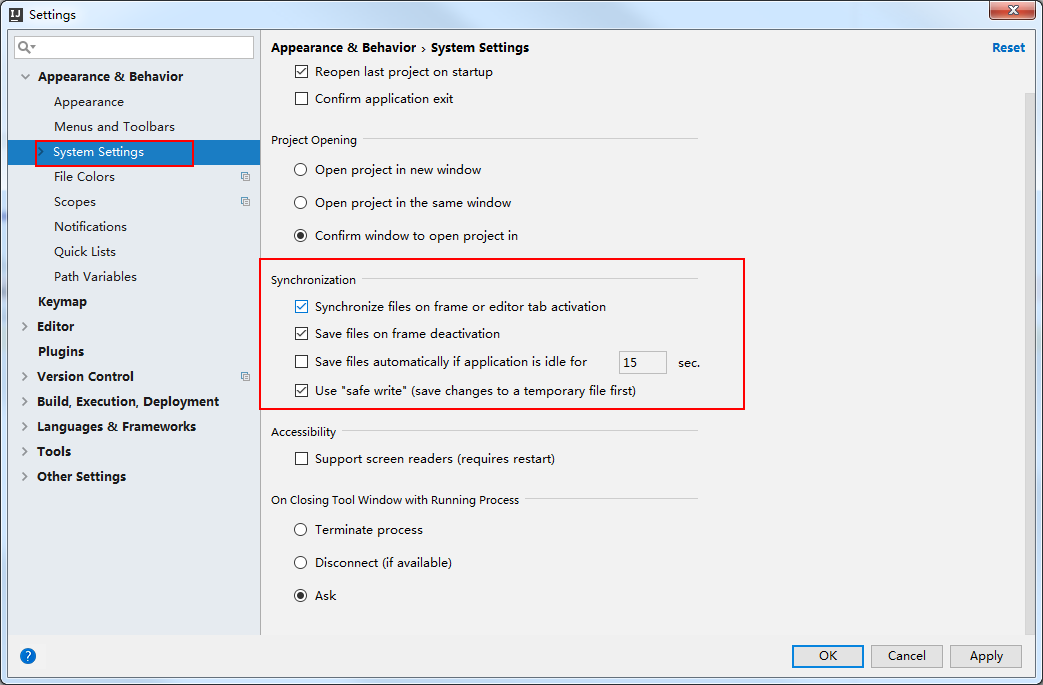 IJ Settings
Appearance & Behavior
Appearance
Menus and Toolbars
System Settings
File Colors
Scopes
Notifications
Quick Lists
Path Variables
Keymap
Editor
Plugins
Version Control
Build, Execution, Deployment
Languages & Frameworks
Tools
Other Settings
?
Appearance & Behavior › System Settings
Reset
Reopen last project on startup
Confirm application exit
Project Opening
Open project in new window
Open project in the same window
Confirm window to open project in
Synchronization
Synchronize files on frame or editor tab activation
Save files on frame deactivation
Save files automatically if application is idle for 15 sec.
Use "safe write" (save changes to a temporary file first)
Accessibility
Support screen readers (requires restart)
On Closing Tool Window with Running Process
Terminate process
Disconnect (if available)
Ask
OK Cancel Apply